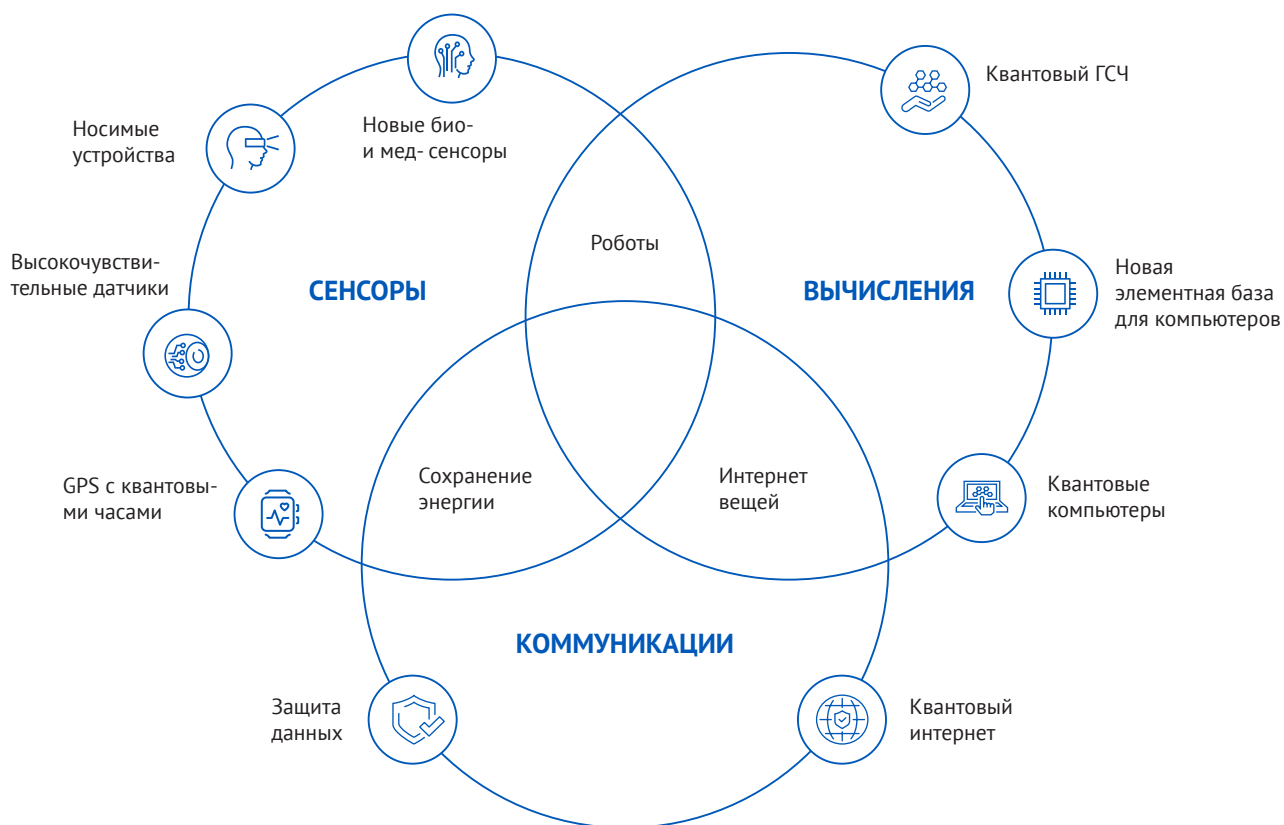 Квантовый ГСЧ
Носимые
устройства
Новые био-
и мед- сенсоры
Роботы
Высокочувстви-
тельные датчики
СЕНСОРЫ
ВЫЧИСЛЕНИЯ
Новая
элементная база
для компьютеров
GPS с квантовы-
ми часами
Сохранение
энергии
Интернет
вещей
Квантовые
компьютеры
КОММУНИКАЦИИ
Защита
данных
Квантовый
интернет